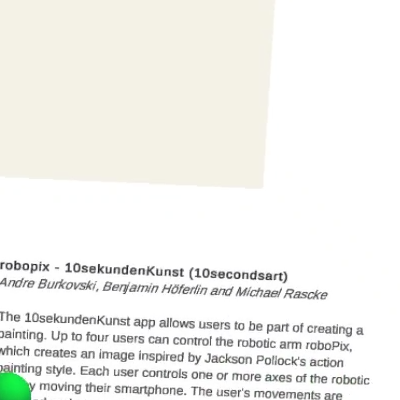 robopix - 10sekundenKunst (10secondsart)
Andre Burkovski, Benjamin Höferlin and Michael Rascke
The 10sekundenKunst app allows users to be part of creating a
painting. Up to four users can control the robotic arm roboPix,
which creates an image inspired by Jackson Pollock's action
painting style. Each user controls one or more axes of the robotic
by moving their smartphone. The user's movements are